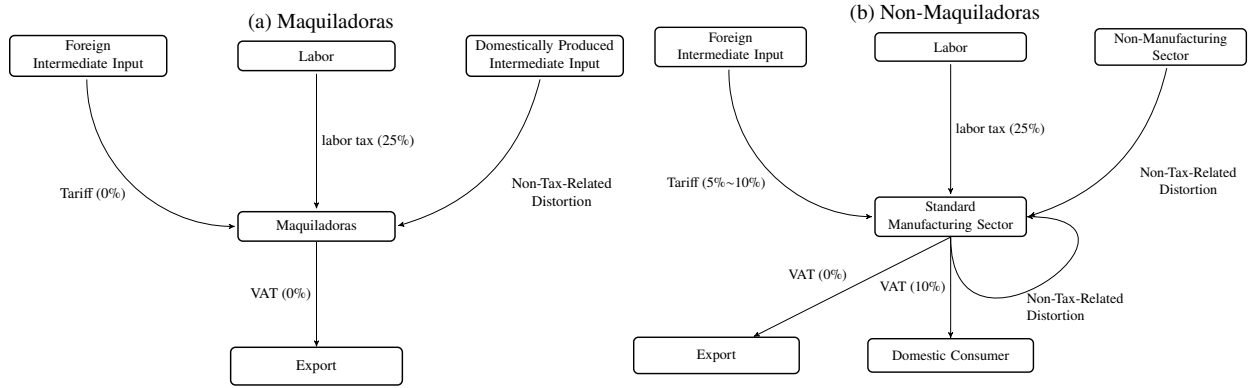 (a) Maquiladoras
Foreign
Intermediate Input
Labor
Domestically Produced
Intermediate Input
labor tax (25%)
Tariff (0%)
Non-Tax-Related
Distortion
Maquiladoras
VAT (0%)
Export
(b) Non-Maquiladoras
Foreign
Intermediate Input
Labor
Non-Manufacturing
Sector
labor tax (25%)
Tariff (5%~10%)
Non-Tax-Related
Distortion
Standard
Manufacturing Sector
VAT (0%)
VAT (10%)
Non-Tax-Related
Distortion
Export
Domestic Consumer